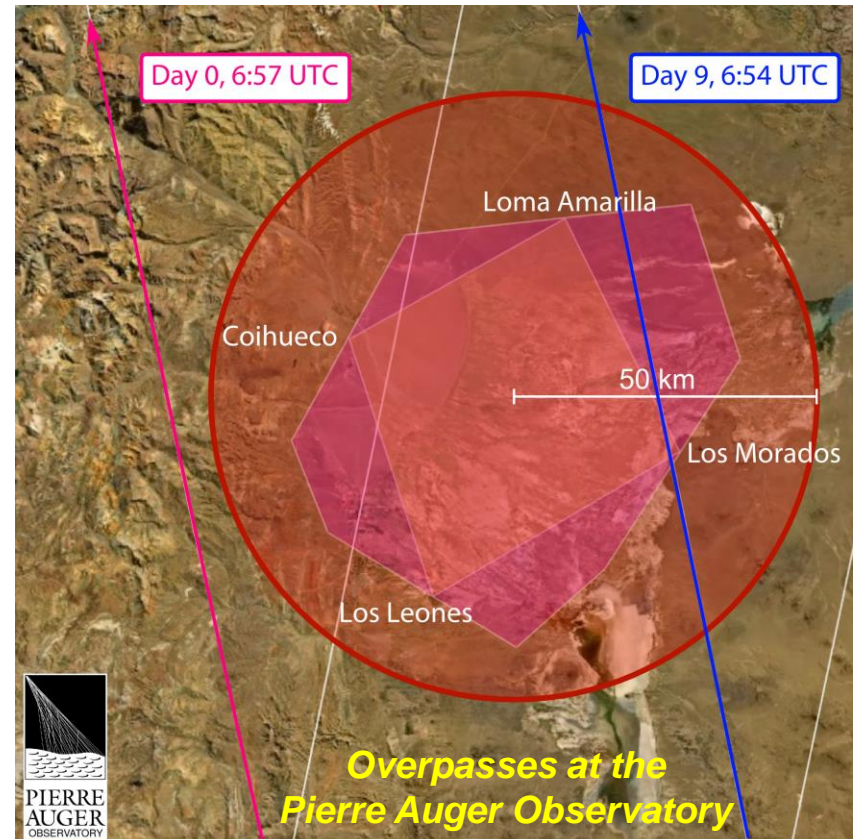 Day 0, 6:57 UTC
Day 9, 6:54 UTC
Loma Amarilla
Coihueco
50 km
Los Morados
Los Leones
Overpasses at the
Pierre Auger Observatory
PIERRE
AUGER
OBSERVATORY